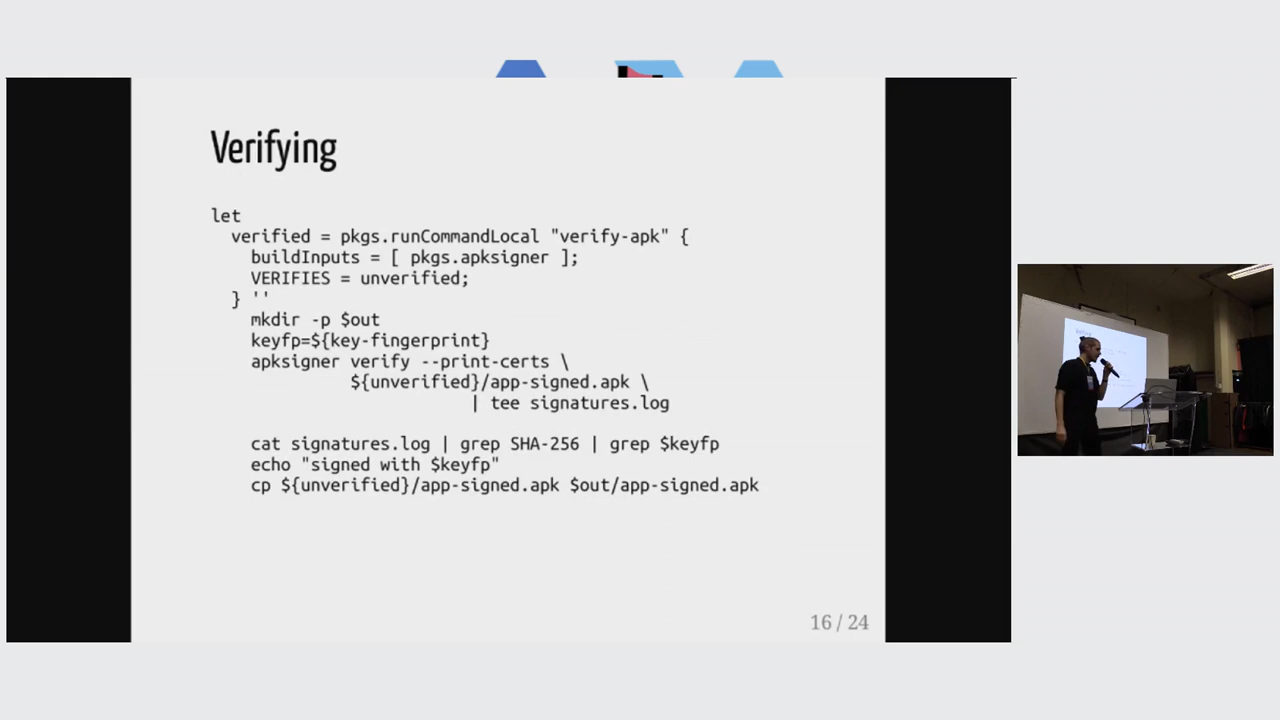 Verifying
let
  verified = pkgs.runCommandLocal "verify-apk" {
    buildInputs = [ pkgs.apksigner ];
    VERIFIES = unverified;
  } ''
    mkdir -p $out
    keyfp=${key-fingerprint}
    apksigner verify --print-certs \
              ${unverified}/app-signed.apk \
                          | tee signatures.log
    cat signatures.log | grep SHA-256 | grep $keyfp
    echo "signed with $keyfp"
    cp ${unverified}/app-signed.apk $out/app-signed.apk
16 / 24